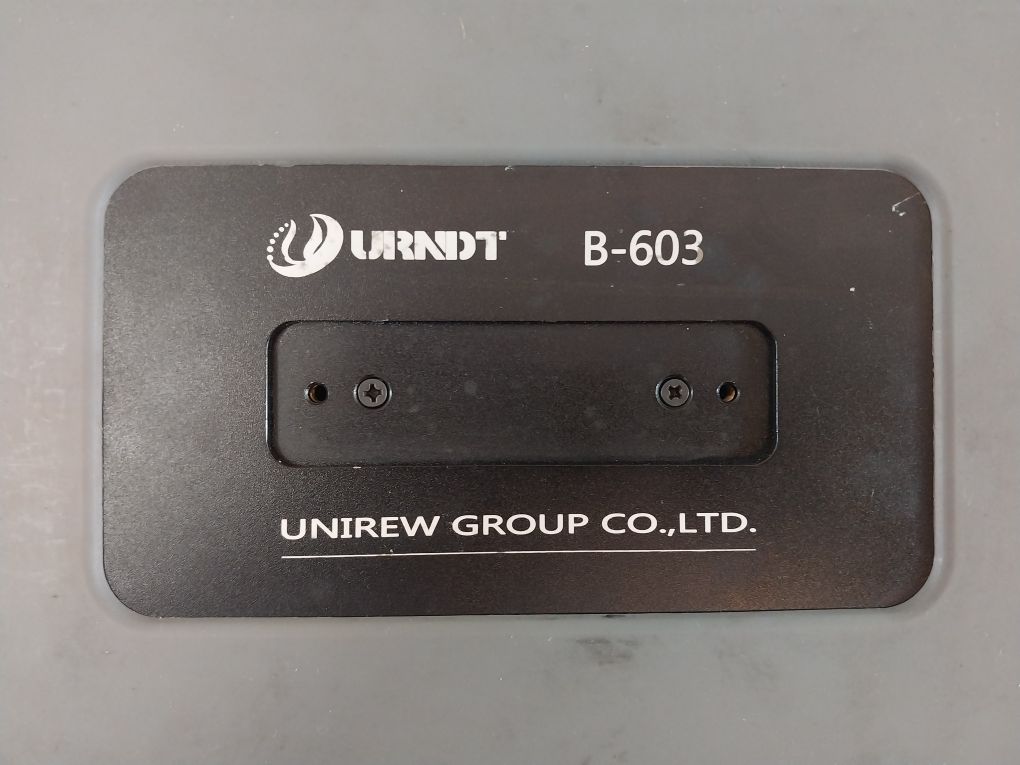 URNDT B-603
UNIREW GROUP CO.,LTD.